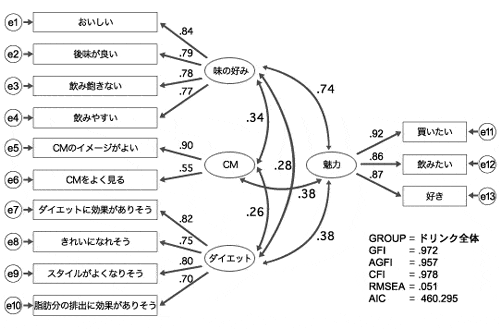 e1
おいしい
.84
e2
後味が良い
.79
e3
飲み飽きない
.78
e4
飲みやすい
.77
味の好み
.74
.34
e5
CMのイメージがよい
.90
e6
CMをよく見る
.55
CM
.28
.38
魅力
.92
買いたい
e11
.86
飲みたい
e12
.87
好き
e13
.26
.38
e7
ダイエットに効果がありそう
.82
e8
きれいになれそう
.75
e9
スタイルがよくなりそう
.80
e10
脂肪分の排出に効果がありそう
.70
ダイエット
GROUP = ドリンク全体
GFI = .972
AGFI = .957
CFI = .978
RMSEA = .051
AIC = 460.295